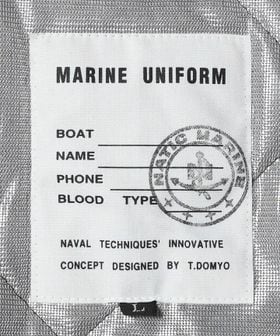 MARINE UNIFORM
BOAT
NAME
PHONE
BLOOD TYPE
NATIC MARINE
NAVAL TECHNIQUES' INNOVATIVE
CONCEPT DESIGNED BY T.DOMYO
L